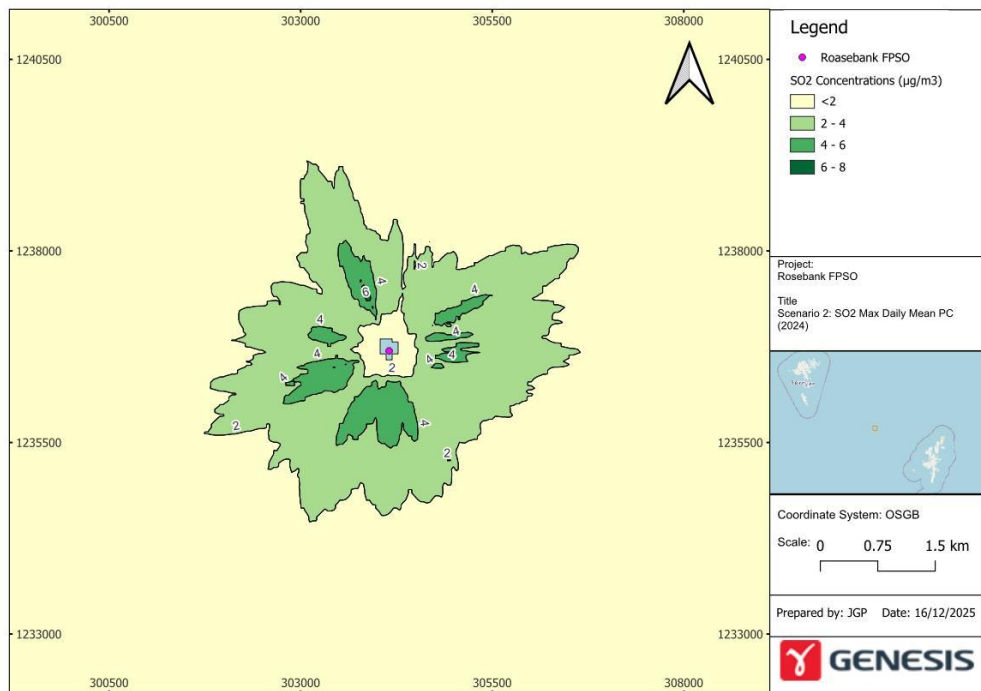 300500 303000 305500 308000
1240500 1240500
1238000 1238000
1235500 1235500
1233000 1233000
300500 303000 305500 308000
4
6
2
4
4
4
4
4
4
4
2
4
2
2
Legend
Roasebank FPSO
SO2 Concentrations (µg/m3)
<2
2 - 4
4 - 6
6 - 8
Project:
Rosebank FPSO
Title
Scenario 2: SO2 Max Daily Mean PC
(2024)
Coordinate System: OSGB
Scale: 0 0.75 1.5 km
Prepared by: JGP Date: 16/12/2025
GENESIS